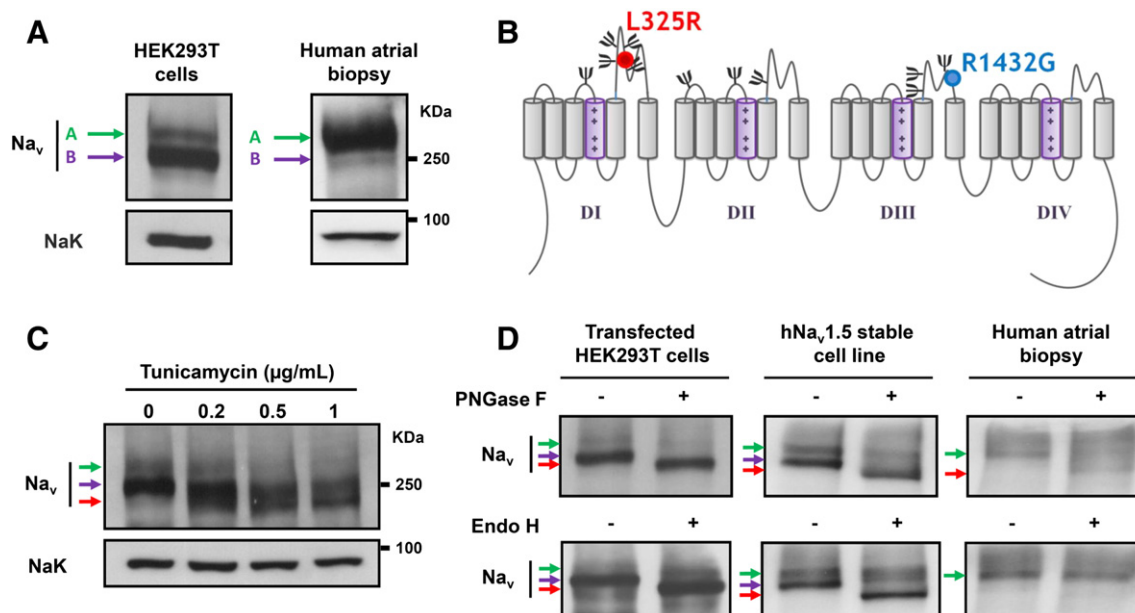 A
HEK293T
cells
Human atrial
biopsy
KDa
Nav
A
B
A
B
250
100
NaK
B
L325R
R1432G
Ψ Ψ Ψ Ψ Ψ Ψ Ψ Ψ Ψ Ψ Ψ
+ + + +
+ + + +
+ + + +
+ + + +
DI DII DIII DIV
C
Tunicamycin (µg/mL)
0 0.2 0.5 1
KDa
Nav
250
100
NaK
D
Transfected
HEK293T cells
hNav1.5 stable
cell line
Human atrial
biopsy
PNGase F - + - + - +
Nav
Endo H - + - + - +
Nav